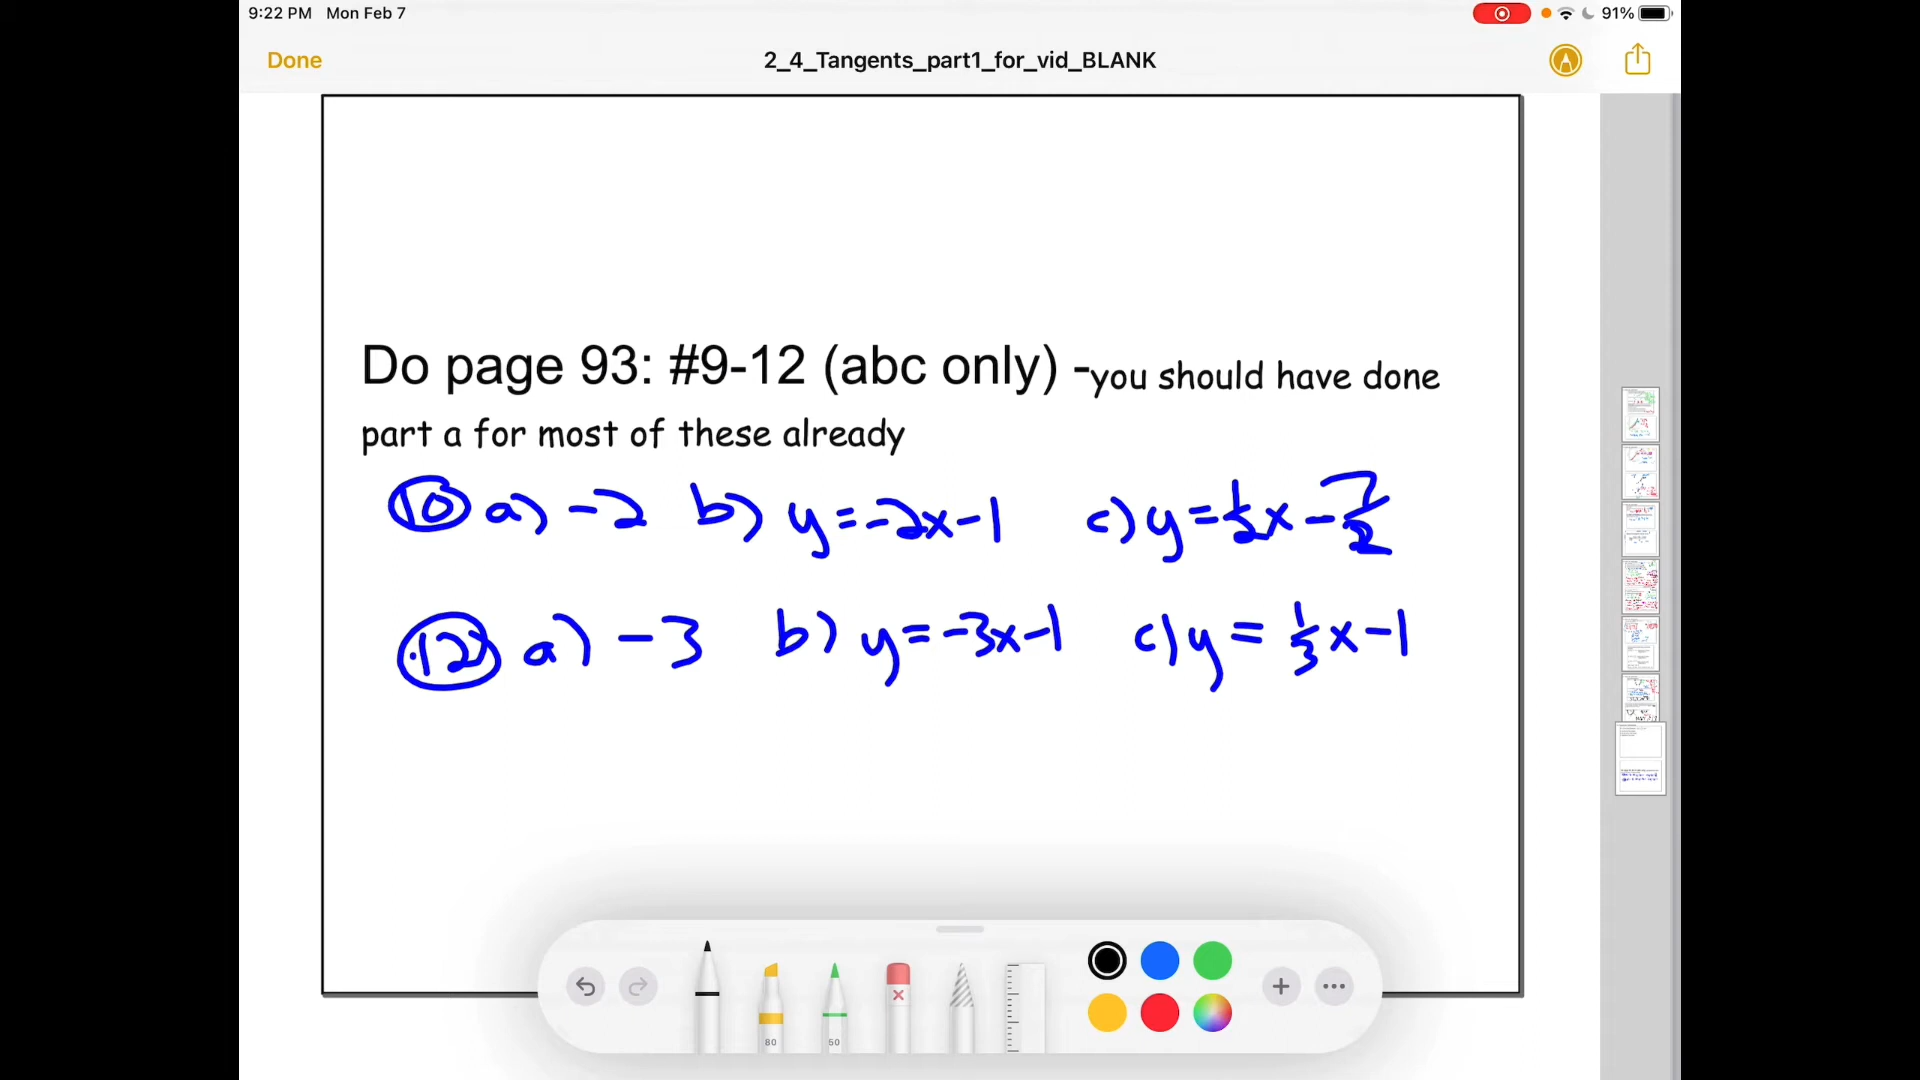 9:22 PM Mon Feb 7 91%
Done 2_4_Tangents_part1_for_vid_BLANK
Do page 93: #9-12 (abc only) -you should have done
part a for most of these already
10 a) -2 b) y=-2x-1 c) y=1/2x-7/2
12 a) -3 b) y=-3x-1 c) y=1/3x-1
80 50